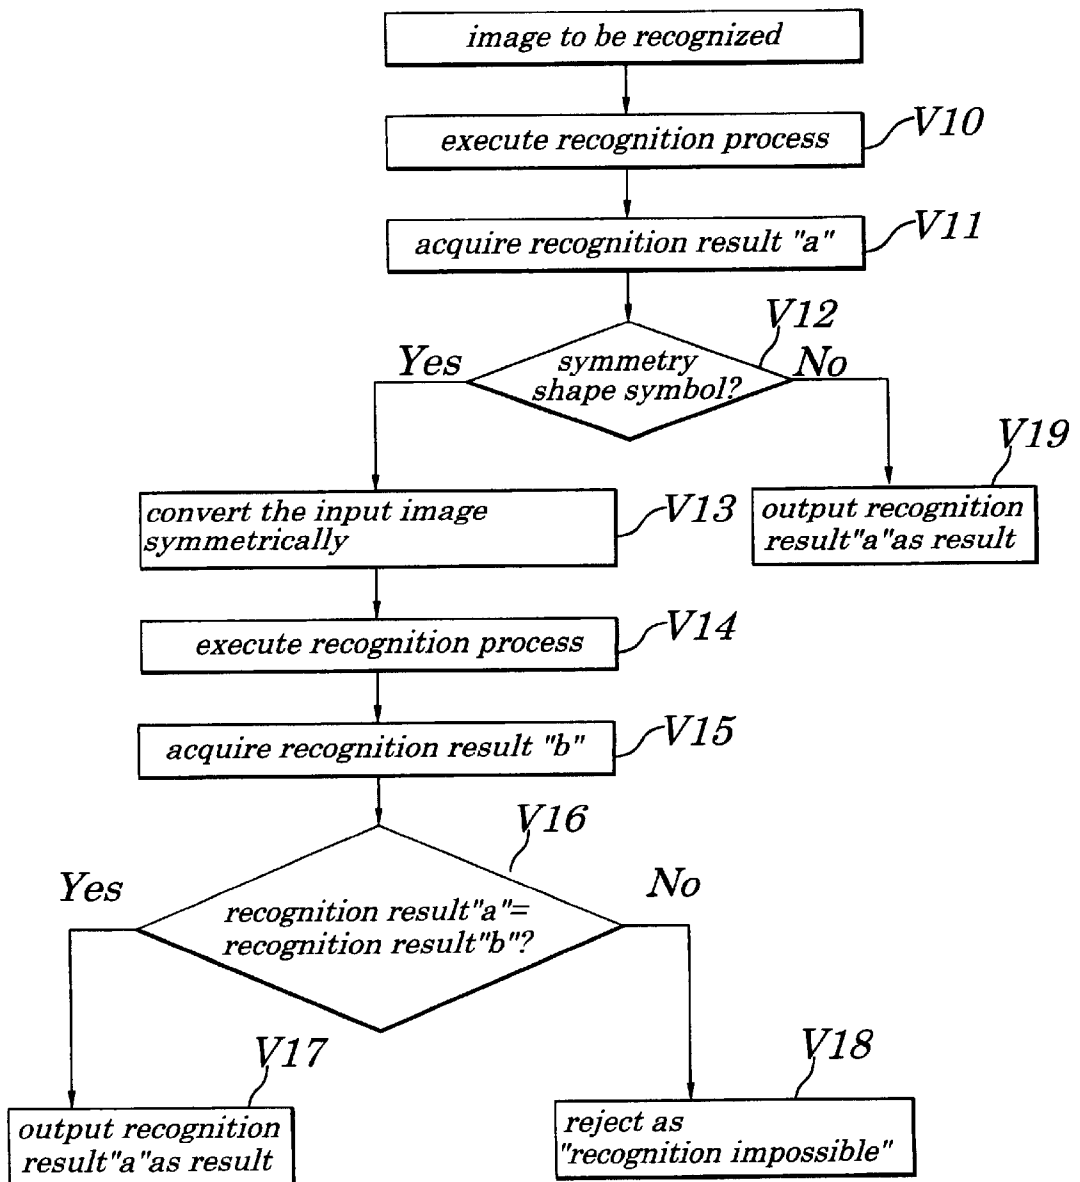 image to be recognized
execute recognition process
V10
acquire recognition result "a"
V11
V12
Yes
symmetry
shape symbol?
No
V19
convert the input image
symmetrically
V13
output recognition
result"a"as result
execute recognition process
V14
acquire recognition result "b"
V15
V16
Yes
recognition result"a"=
recognition result"b"?
No
V17
V18
output recognition
result"a"as result
reject as
"recognition impossible"